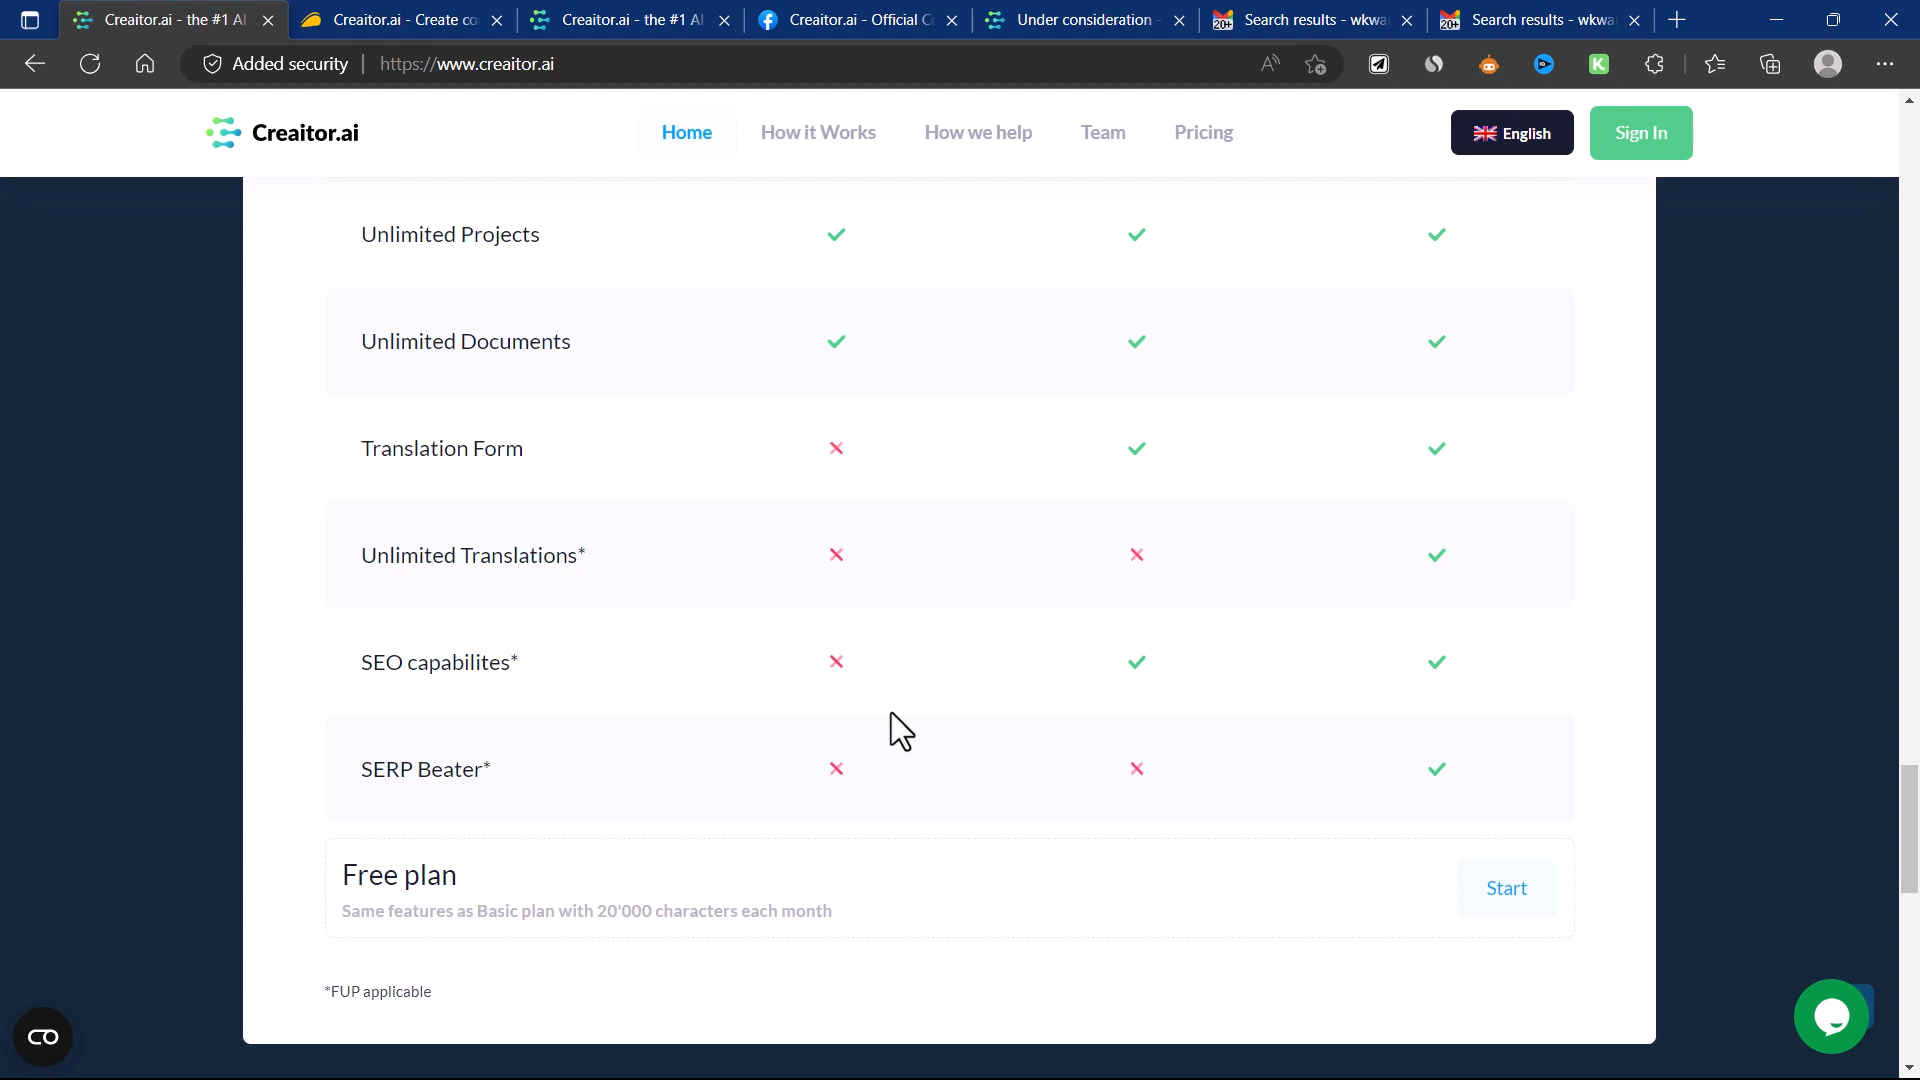 Creaitor.ai - the #1 AI
Creaitor.ai - Create co
Creaitor.ai - the #1 AI
Creaitor.ai - Official C
Under consideration -
20+
Search results - wkwa
20+
Search results - wkwa
Added security
https://www.creaitor.ai
Creaitor.ai
Home
How it Works
How we help
Team
Pricing
English
Sign In
Unlimited Projects
Unlimited Documents
Translation Form
Unlimited Translations*
SEO capabilites*
SERP Beater*
Free plan
Same features as Basic plan with 20'000 characters each month
Start
*FUP applicable